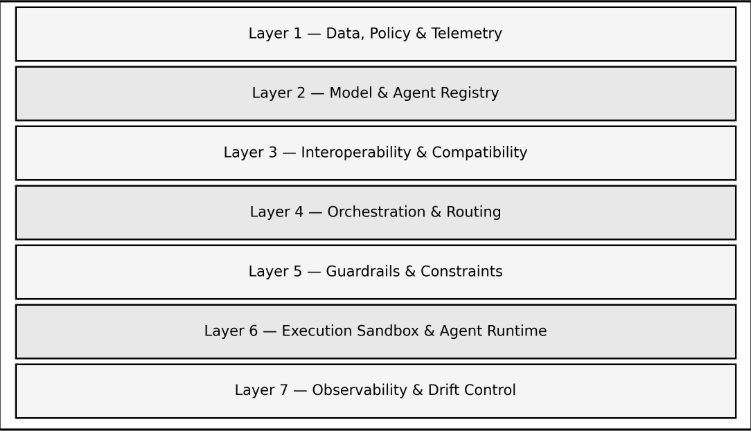 Layer 1 — Data, Policy & Telemetry
Layer 2 — Model & Agent Registry
Layer 3 — Interoperability & Compatibility
Layer 4 — Orchestration & Routing
Layer 5 — Guardrails & Constraints
Layer 6 — Execution Sandbox & Agent Runtime
Layer 7 — Observability & Drift Control